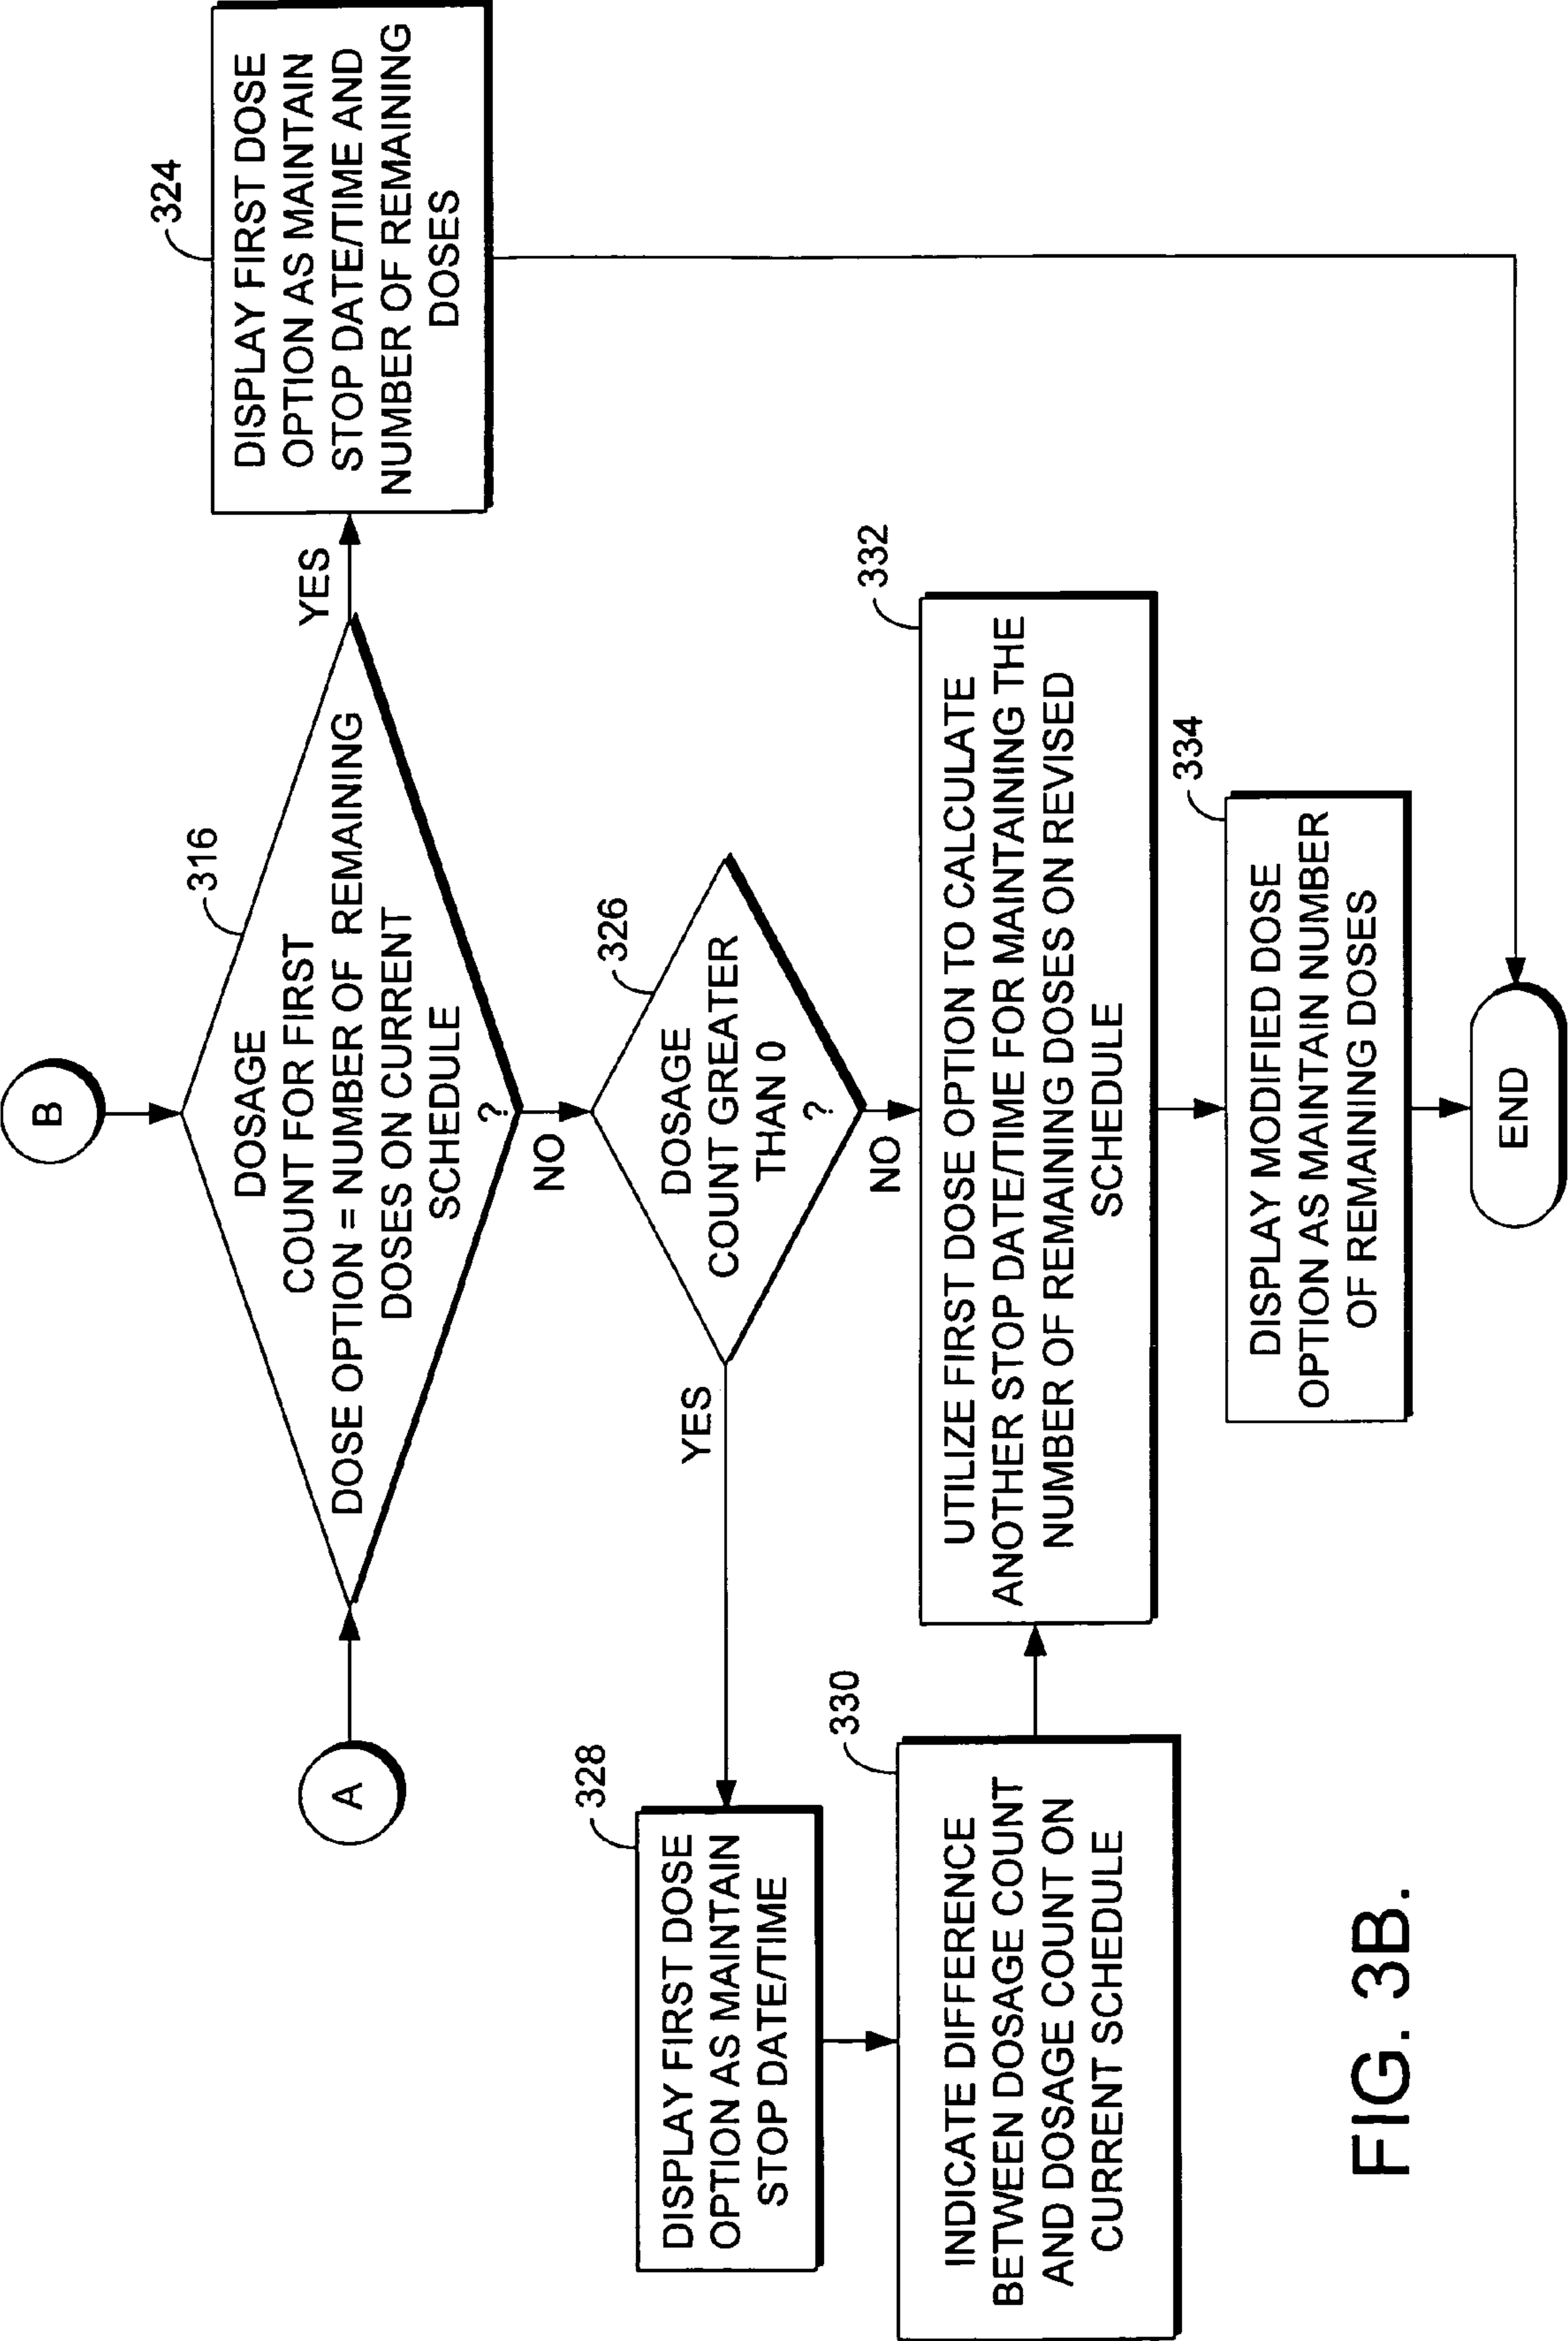 B
316
DOSAGE
COUNT FOR FIRST
DOSE OPTION = NUMBER OF REMAINING
DOSES ON CURRENT
SCHEDULE
?
A
YES
324
DISPLAY FIRST DOSE
OPTION AS MAINTAIN
STOP DATE/TIME AND
NUMBER OF REMAINING
DOSES
NO
326
DOSAGE
COUNT GREATER
THAN 0
?
YES
328
DISPLAY FIRST DOSE
OPTION AS MAINTAIN
STOP DATE/TIME
NO
330
INDICATE DIFFERENCE
BETWEEN DOSAGE COUNT
AND DOSAGE COUNT ON
CURRENT SCHEDULE
332
UTILIZE FIRST DOSE OPTION TO CALCULATE
ANOTHER STOP DATE/TIME FOR MAINTAINING THE
NUMBER OF REMAINING DOSES ON REVISED
SCHEDULE
334
DISPLAY MODIFIED DOSE
OPTION AS MAINTAIN NUMBER
OF REMAINING DOSES
END
FIG. 3B.